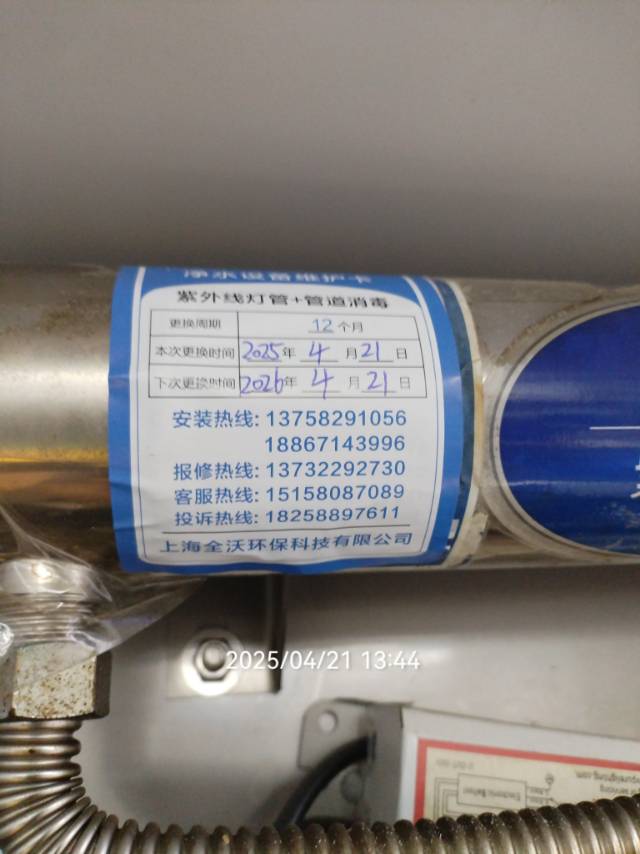 净水设备维护卡
紫外线灯管+管道消毒
更换周期 12 个月
本次更换时间 2025年 4 月 21 日
下次更换时间 2026年 4 月 21 日
安装热线: 13758291056
18867143996
报修热线: 13732292730
客服热线: 15158087089
投诉热线: 18258897611
上海全沃环保科技有限公司
2025/04/21 13:44
Electronic Ballast